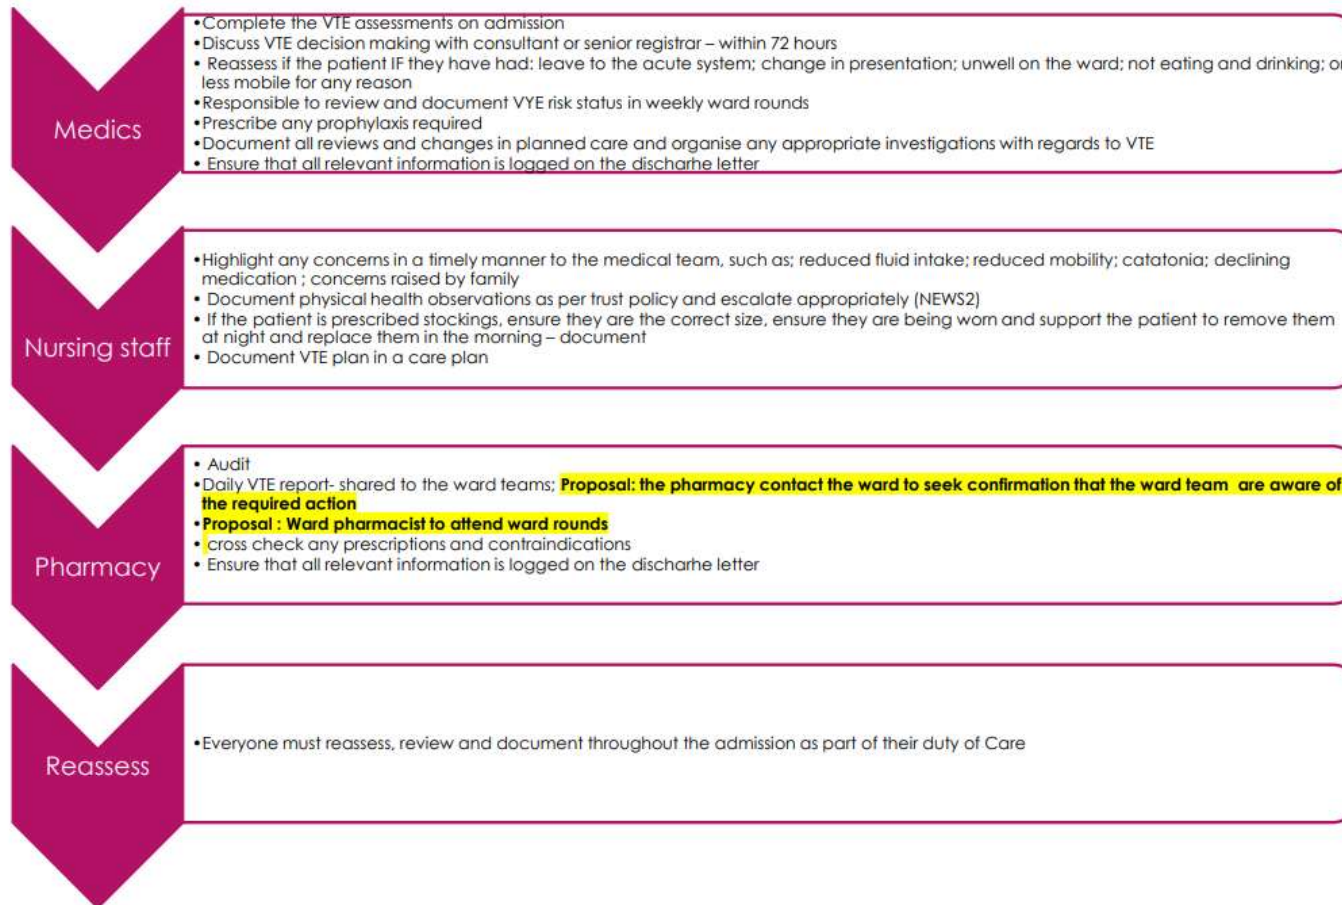 •Complete the VTE assessments on admission
•Discuss VTE decision making with consultant or senior registrar – within 72 hours
• Reassess if the patient IF they have had: leave to the acute system; change in presentation; unwell on the ward; not eating and drinking; or
less mobile for any reason
•Responsible to review and document VYE risk status in weekly ward rounds
Medics
•Prescribe any prophylaxis required
•Document all reviews and changes in planned care and organise any appropriate investigations with regards to VTE
• Ensure that all relevant information is logged on the discharhe letter
•Highlight any concerns in a timely manner to the medical team, such as; reduced fluid intake; reduced mobility; catatonia; declining
medication ; concerns raised by family
• Document physical health observations as per trust policy and escalate appropriately (NEWS2)
• If the patient is prescribed stockings, ensure they are the correct size, ensure they are being worn and support the patient to remove them
at night and replace them in the morning – document
Nursing staff
• Document VTE plan in a care plan
• Audit
•Daily VTE report- shared to the ward teams; Proposal: the pharmacy contact the ward to seek confirmation that the ward team are aware of
the required action
•Proposal : Ward pharmacist to attend ward rounds
• cross check any prescriptions and contraindications
Pharmacy
• Ensure that all relevant information is logged on the discharhe letter
•Everyone must reassess, review and document throughout the admission as part of their duty of Care
Reassess